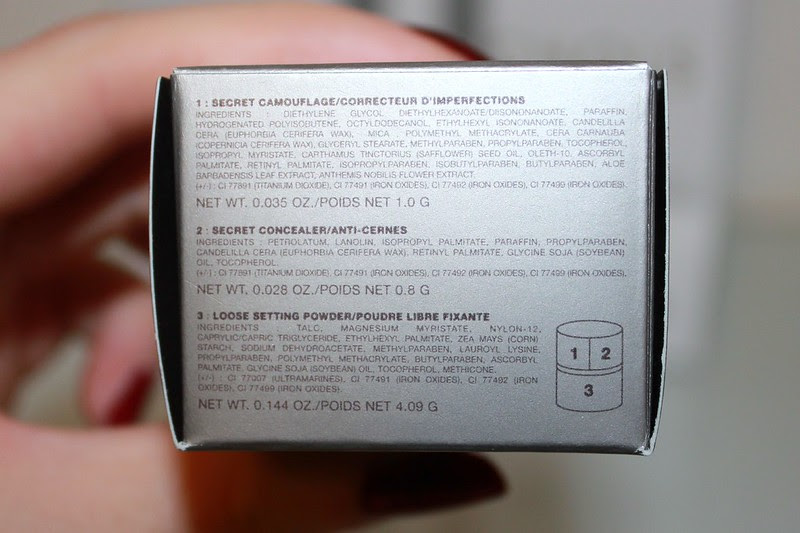 1 : SECRET CAMOUFLAGE/CORRECTEUR D'IMPERFECTIONS
INGREDIENTS : DIETHYLENE GLYCOL DIETHYLHEXANOATE/DIISONONANOATE, PARAFFIN,
HYDROGENATED POLYISOBUTENE, OCTYLDODECANOL, ETHYLHEXYL ISONONANOATE, CANDELILLA
CERA (EUPHORBIA CERIFERA WAX), MICA, POLYMETHYL METHACRYLATE, CERA CARNAUBA
(COPERNICIA CERIFERA WAX), GLYCERYL STEARATE, METHYLPARABEN, PROPYLPARABEN, TOCOPHEROL,
ISOPROPYL MYRISTATE, CARTHAMUS TINCTORIUS (SAFFLOWER) SEED OIL, OLETH-10, ASCORBYL
PALMITATE, RETINYL PALMITATE, ISOPROPYLPARABEN, ISOBUTYLPARABEN, BUTYLPARABEN, ALOE
BARBADENSIS LEAF EXTRACT, ANTHEMIS NOBILIS FLOWER EXTRACT.
(+/-) : CI 77891 (TITANIUM DIOXIDE), CI 77491 (IRON OXIDES), CI 77492 (IRON OXIDES), CI 77499 (IRON OXIDES).
NET WT. 0.035 OZ./POIDS NET 1.0 G
2 : SECRET CONCEALER/ANTI-CERNES
INGREDIENTS : PETROLATUM, LANOLIN, ISOPROPYL PALMITATE, PARAFFIN, PROPYLPARABEN,
CANDELILLA CERA (EUPHORBIA CERIFERA WAX), RETINYL PALMITATE, GLYCINE SOJA (SOYBEAN)
OIL, TOCOPHEROL.
(+/-) : CI 77891 (TITANIUM DIOXIDE), CI 77491 (IRON OXIDES), CI 77492 (IRON OXIDES), CI 77499 (IRON OXIDES).
NET WT. 0.028 OZ./POIDS NET 0.8 G
3 : LOOSE SETTING POWDER/POUDRE LIBRE FIXANTE
INGREDIENTS : TALC, MAGNESIUM MYRISTATE, NYLON-12,
CAPRYLIC/CAPRIC TRIGLYCERIDE, ETHYLHEXYL PALMITATE, ZEA MAYS (CORN)
STARCH, SODIUM DEHYDROACETATE, METHYLPARABEN, LAUROYL LYSINE,
PROPYLPARABEN, POLYMETHYL METHACRYLATE, BUTYLPARABEN, ASCORBYL
PALMITATE, GLYCINE SOJA (SOYBEAN) OIL, TOCOPHEROL, METHICONE.
(+/-) : CI 77007 (ULTRAMARINES), CI 77491 (IRON OXIDES), CI 77492 (IRON
OXIDES), CI 77499 (IRON OXIDES).
NET WT. 0.144 OZ./POIDS NET 4.09 G
1 2
3